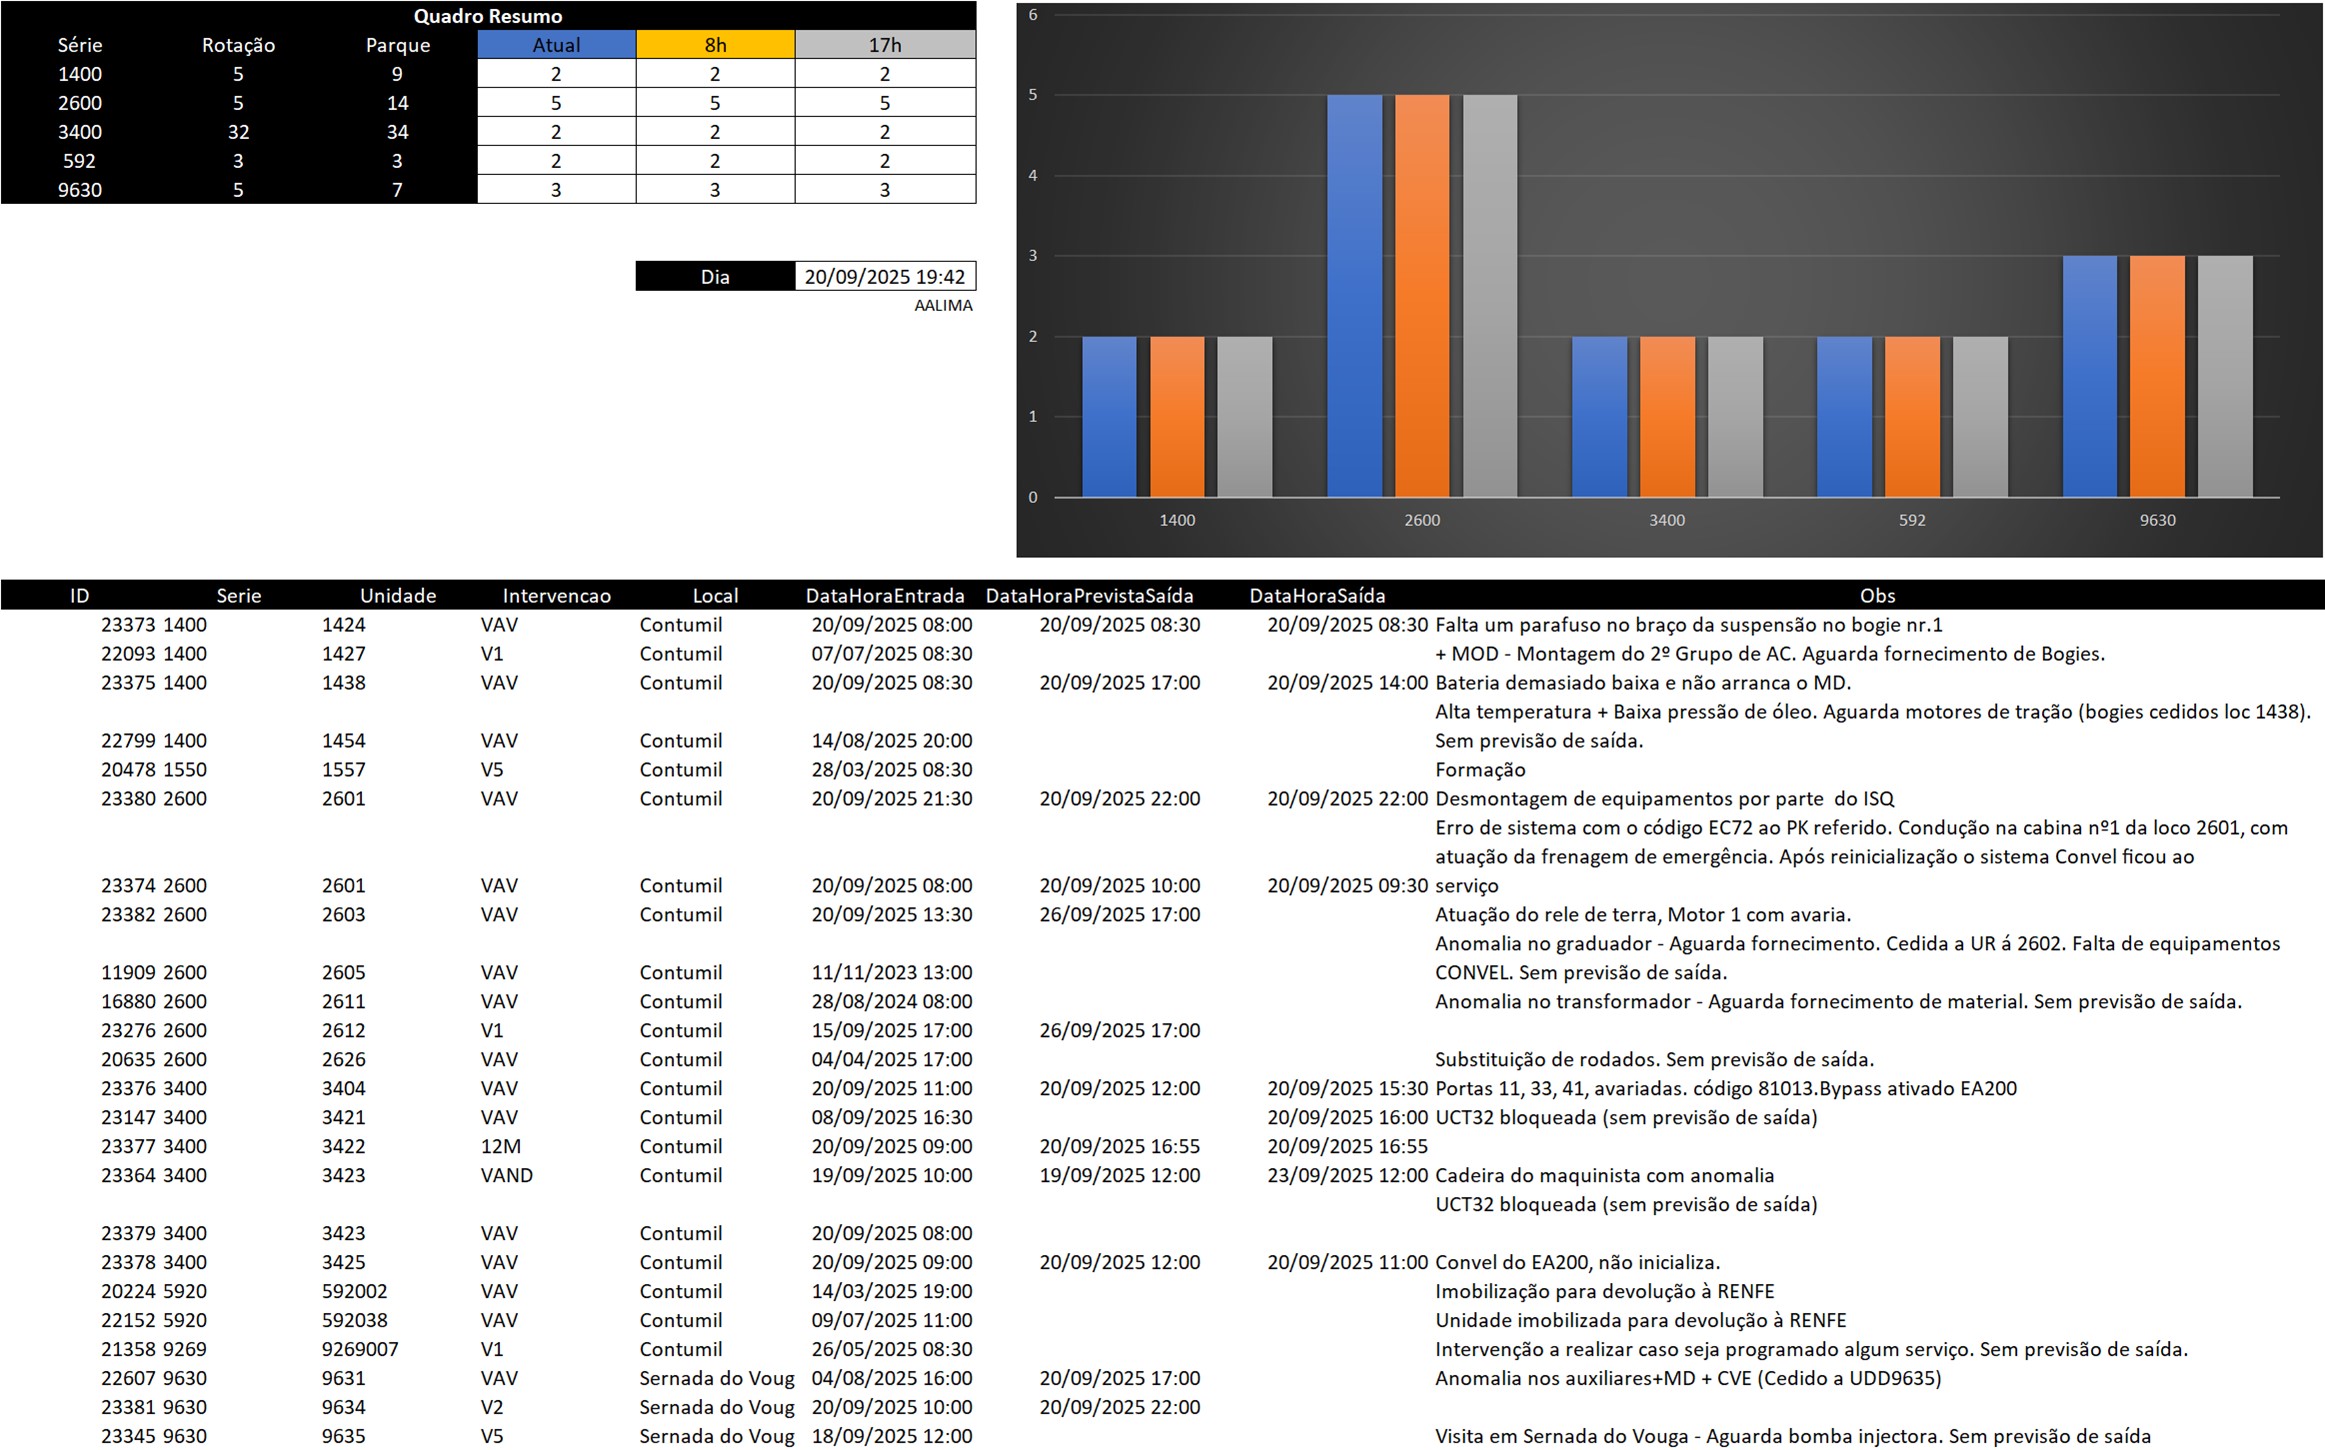 Quadro Resumo
Série Rotação Parque Atual 8h 17h
1400 5 9 2 2 2
2600 5 14 5 5 5
3400 32 34 2 2 2
592 3 3 2 2 2
9630 5 7 3 3 3
Dia 20/09/2025 19:42
AALIMA
6
5
4
3
2
1
0
1400 2600 3400 592 9630
ID Serie Unidade Intervencao Local DataHoraEntrada DataHoraPrevistaSaída DataHoraSaída Obs
23373 1400 1424 VAV Contumil 20/09/2025 08:00 20/09/2025 08:30 20/09/2025 08:30 Falta um parafuso no braço da suspensão no bogie nr.1
22093 1400 1427 V1 Contumil 07/07/2025 08:30 + MOD - Montagem do 2º Grupo de AC. Aguarda fornecimento de Bogies.
23375 1400 1438 VAV Contumil 20/09/2025 08:30 20/09/2025 17:00 20/09/2025 14:00 Bateria demasiado baixa e não arranca o MD.
Alta temperatura + Baixa pressão de óleo. Aguarda motores de tração (bogies cedidos loc 1438).
22799 1400 1454 VAV Contumil 14/08/2025 20:00 Sem previsão de saída.
20478 1550 1557 V5 Contumil 28/03/2025 08:30 Formação
23380 2600 2601 VAV Contumil 20/09/2025 21:30 20/09/2025 22:00 20/09/2025 22:00 Desmontagem de equipamentos por parte  do ISQ
Erro de sistema com o código EC72 ao PK referido. Condução na cabina nº1 da loco 2601, com
atuação da frenagem de emergência. Após reinicialização o sistema Convel ficou ao
23374 2600 2601 VAV Contumil 20/09/2025 08:00 20/09/2025 10:00 20/09/2025 09:30 serviço
23382 2600 2603 VAV Contumil 20/09/2025 13:30 26/09/2025 17:00 Atuação do rele de terra, Motor 1 com avaria.
Anomalia no graduador - Aguarda fornecimento. Cedida a UR á 2602. Falta de equipamentos
11909 2600 2605 VAV Contumil 11/11/2023 13:00 CONVEL. Sem previsão de saída.
16880 2600 2611 VAV Contumil 28/08/2024 08:00 Anomalia no transformador - Aguarda fornecimento de material. Sem previsão de saída.
23276 2600 2612 V1 Contumil 15/09/2025 17:00 26/09/2025 17:00
20635 2600 2626 VAV Contumil 04/04/2025 17:00 Substituição de rodados. Sem previsão de saída.
23376 3400 3404 VAV Contumil 20/09/2025 11:00 20/09/2025 12:00 20/09/2025 15:30 Portas 11, 33, 41, avariadas. código 81013.Bypass ativado EA200
23147 3400 3421 VAV Contumil 08/09/2025 16:30 20/09/2025 16:00 UCT32 bloqueada (sem previsão de saída)
23377 3400 3422 12M Contumil 20/09/2025 09:00 20/09/2025 16:55 20/09/2025 16:55
23364 3400 3423 VAND Contumil 19/09/2025 10:00 19/09/2025 12:00 23/09/2025 12:00 Cadeira do maquinista com anomalia
UCT32 bloqueada (sem previsão de saída)
23379 3400 3423 VAV Contumil 20/09/2025 08:00
23378 3400 3425 VAV Contumil 20/09/2025 09:00 20/09/2025 12:00 20/09/2025 11:00 Convel do EA200, não inicializa.
20224 5920 592002 VAV Contumil 14/03/2025 19:00 Imobilização para devolução à RENFE
22152 5920 592038 VAV Contumil 09/07/2025 11:00 Unidade imobilizada para devolução à RENFE
21358 9269 9269007 V1 Contumil 26/05/2025 08:30 Intervenção a realizar caso seja programado algum serviço. Sem previsão de saída.
22607 9630 9631 VAV Sernada do Voug 04/08/2025 16:00 20/09/2025 17:00 Anomalia nos auxiliares+MD + CVE (Cedido a UDD9635)
23381 9630 9634 V2 Sernada do Voug 20/09/2025 10:00 20/09/2025 22:00
23345 9630 9635 V5 Sernada do Voug 18/09/2025 12:00 Visita em Sernada do Vouga - Aguarda bomba injectora. Sem previsão de saída